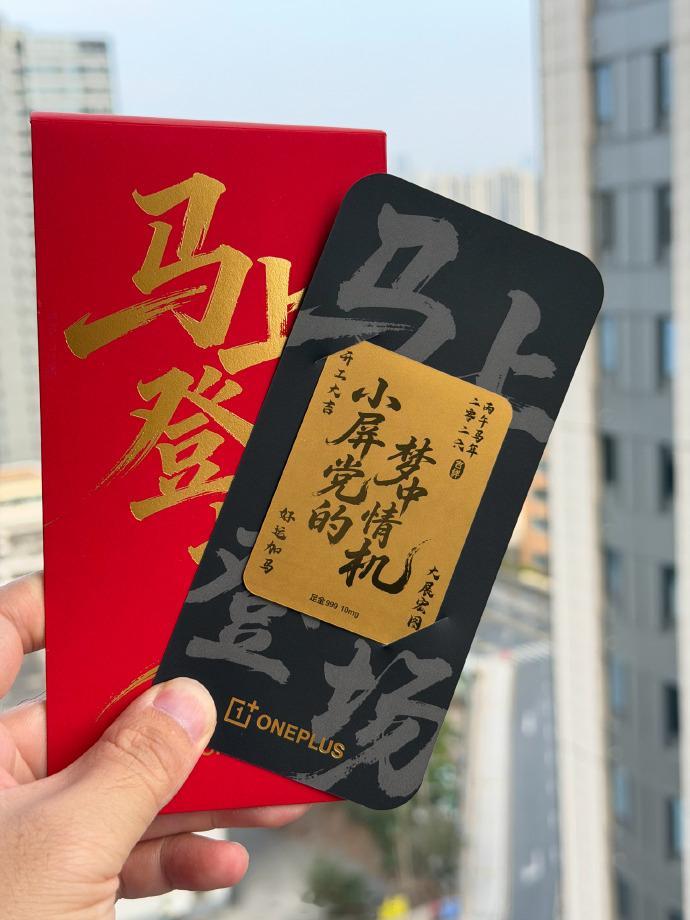 马上
登
马上
登场
开工大吉
丙午马年
二零二六
小屏党的
梦中情机
好运加马
大展宏图
足金999 10mg
ONEPLUS